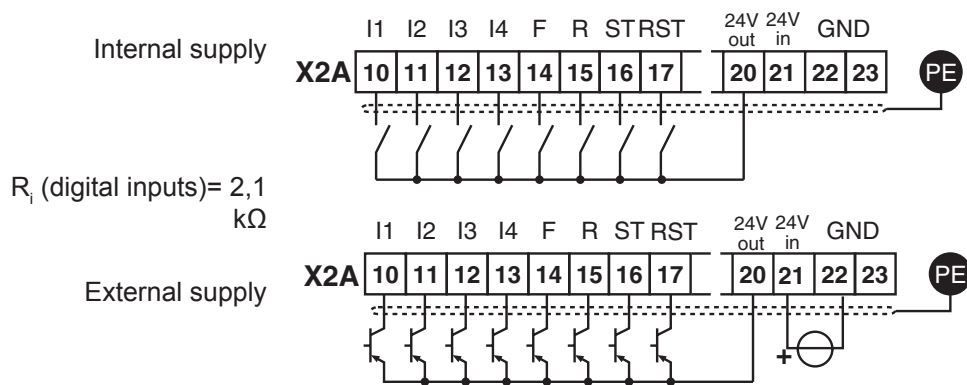 I1 I2 I3 I4 F R ST RST 24V out 24V in GND
Internal supply
X2A 10 11 12 13 14 15 16 17 20 21 22 23 PE
Ri (digital inputs)= 2,1
kΩ
I1 I2 I3 I4 F R ST RST 24V out 24V in GND
X2A 10 11 12 13 14 15 16 17 20 21 22 23 PE
External supply
+